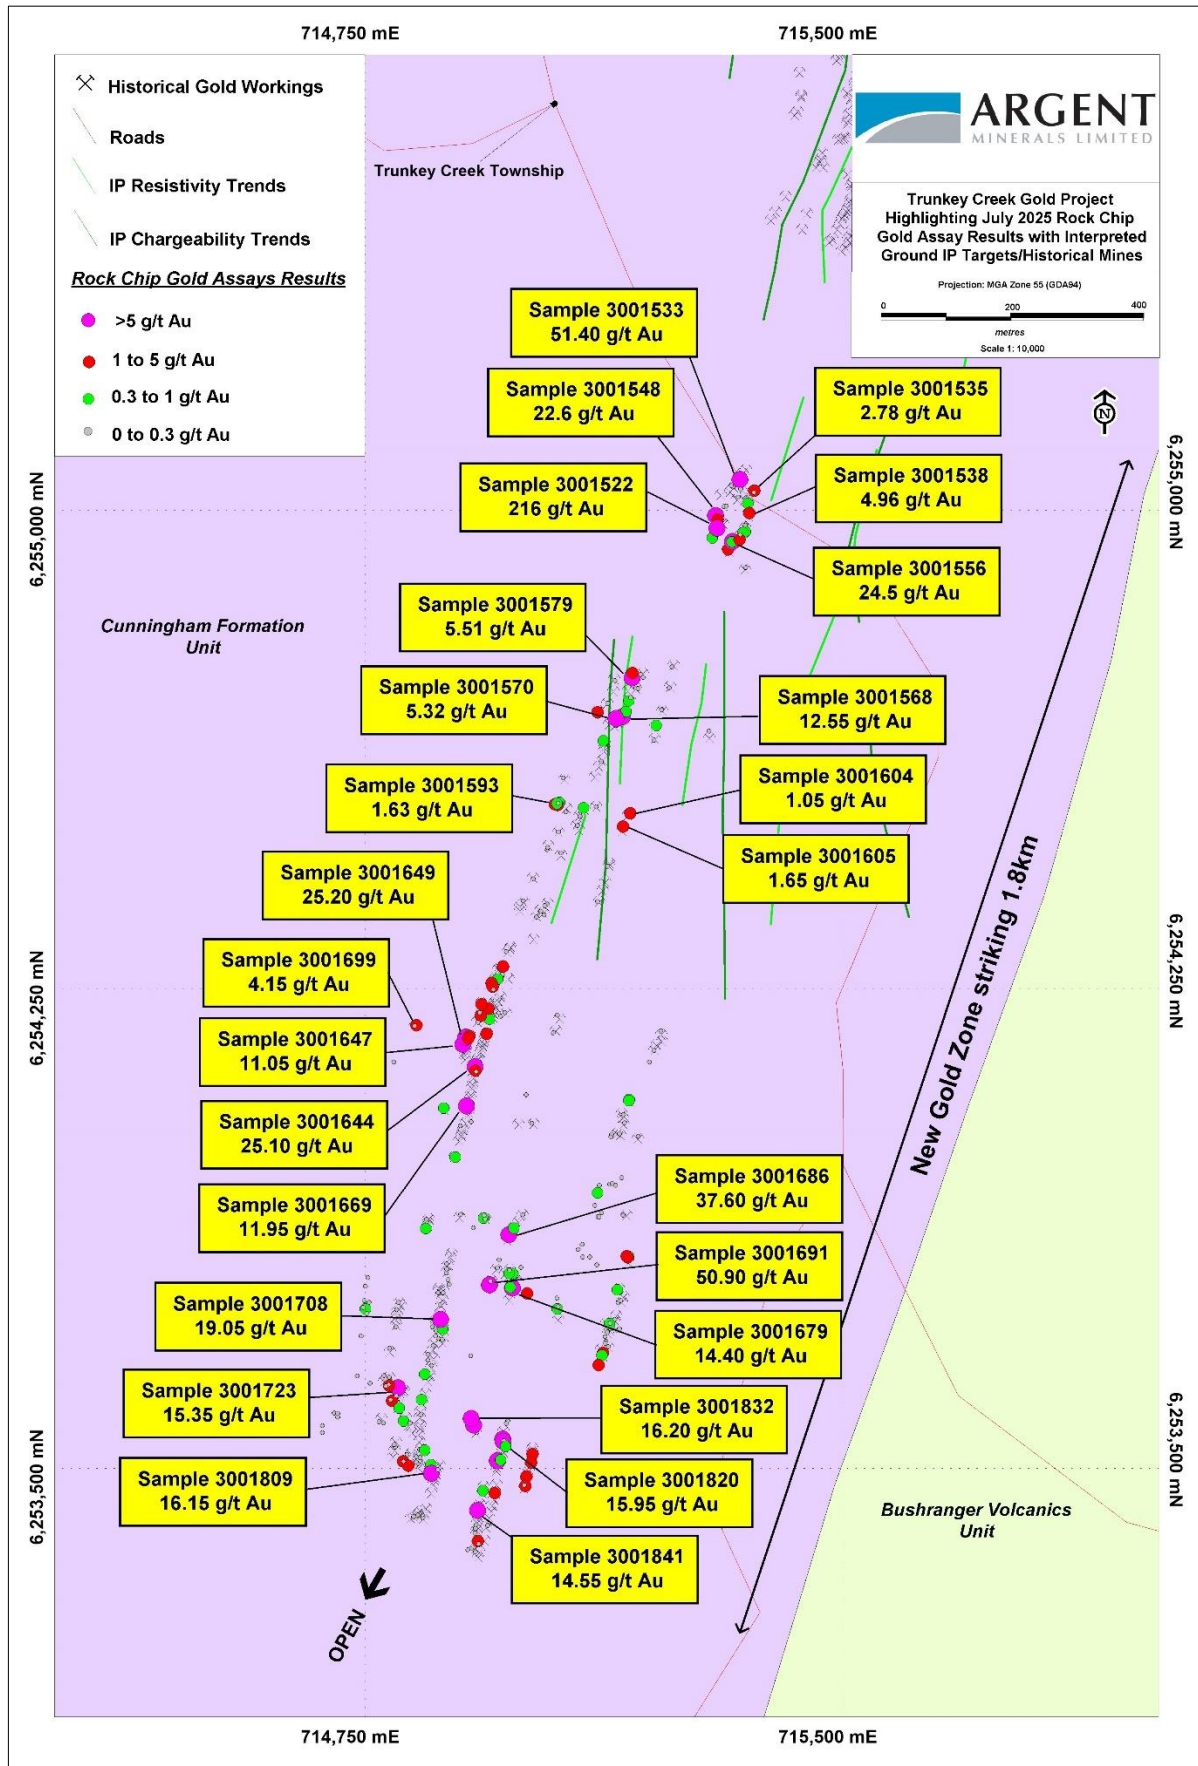 714,750 mE
715,500 mE
Historical Gold Workings
Roads
IP Resistivity Trends
IP Chargeability Trends
Rock Chip Gold Assays Results
>5 g/t Au
1 to 5 g/t Au
0.3 to 1 g/t Au
0 to 0.3 g/t Au
Trunkey Creek Township
ARGENT
MINERALS LIMITED
Trunkey Creek Gold Project
Highlighting July 2025 Rock Chip
Gold Assay Results with Interpreted
Ground IP Targets/Historical Mines
Projection: MGA Zone 55 (GDA94)
0 200 400
metres
Scale 1: 10,000
N
Sample 3001533
51.40 g/t Au
Sample 3001548
22.6 g/t Au
Sample 3001535
2.78 g/t Au
Sample 3001522
216 g/t Au
Sample 3001538
4.96 g/t Au
Sample 3001556
24.5 g/t Au
6,255,000 mN
6,255,000 mN
Cunningham Formation
Unit
Sample 3001579
5.51 g/t Au
Sample 3001570
5.32 g/t Au
Sample 3001568
12.55 g/t Au
Sample 3001593
1.63 g/t Au
Sample 3001604
1.05 g/t Au
Sample 3001605
1.65 g/t Au
Sample 3001649
25.20 g/t Au
Sample 3001699
4.15 g/t Au
6,254,250 mN
6,254,250 mN
New Gold Zone striking 1.8km
Sample 3001647
11.05 g/t Au
Sample 3001644
25.10 g/t Au
Sample 3001669
11.95 g/t Au
Sample 3001686
37.60 g/t Au
Sample 3001691
50.90 g/t Au
Sample 3001708
19.05 g/t Au
Sample 3001679
14.40 g/t Au
Sample 3001723
15.35 g/t Au
Sample 3001832
16.20 g/t Au
Sample 3001809
16.15 g/t Au
Sample 3001820
15.95 g/t Au
6,253,500 mN
6,253,500 mN
Bushranger Volcanics
Unit
Sample 3001841
14.55 g/t Au
OPEN
714,750 mE
715,500 mE